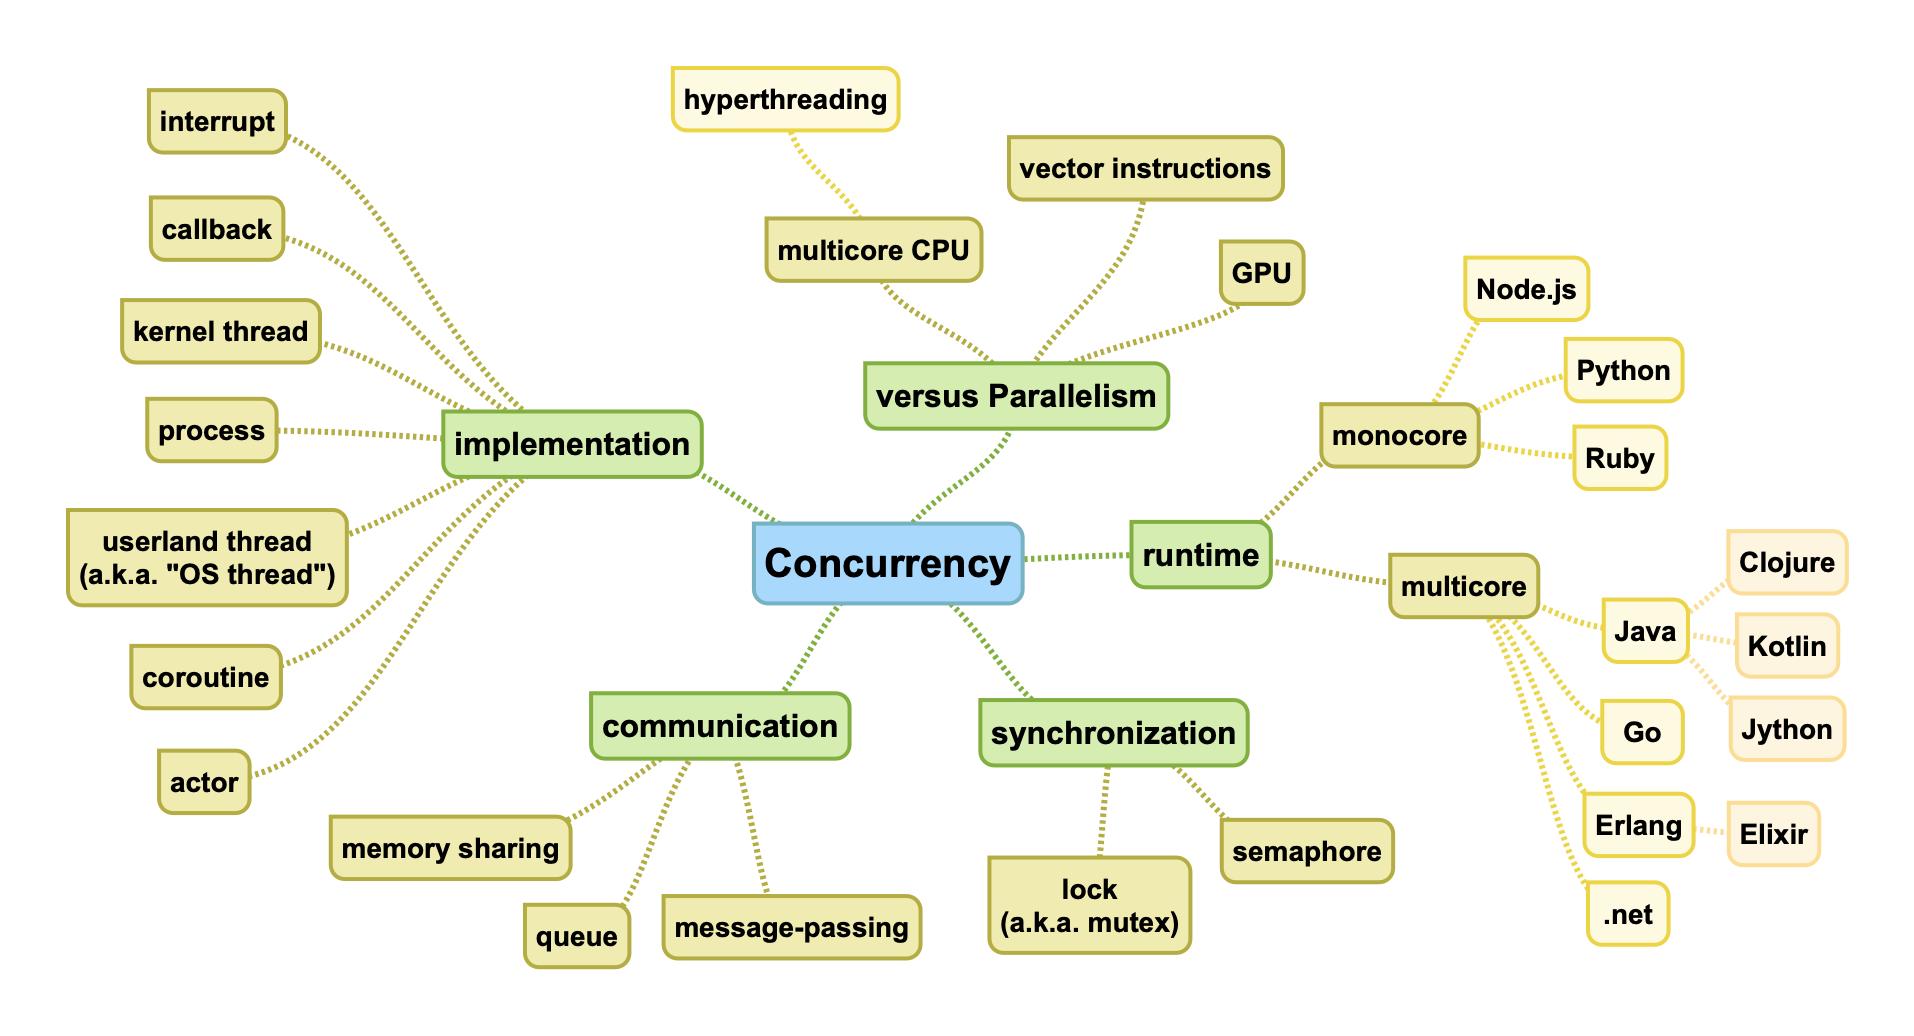 Concurrency
implementation
interrupt
callback
kernel thread
process
userland thread
(a.k.a. "OS thread")
coroutine
actor
versus Parallelism
multicore CPU
hyperthreading
vector instructions
GPU
runtime
monocore
Node.js
Python
Ruby
multicore
Java
Clojure
Kotlin
Jython
Go
Erlang
Elixir
.net
communication
memory sharing
queue
message-passing
synchronization
lock
(a.k.a. mutex)
semaphore